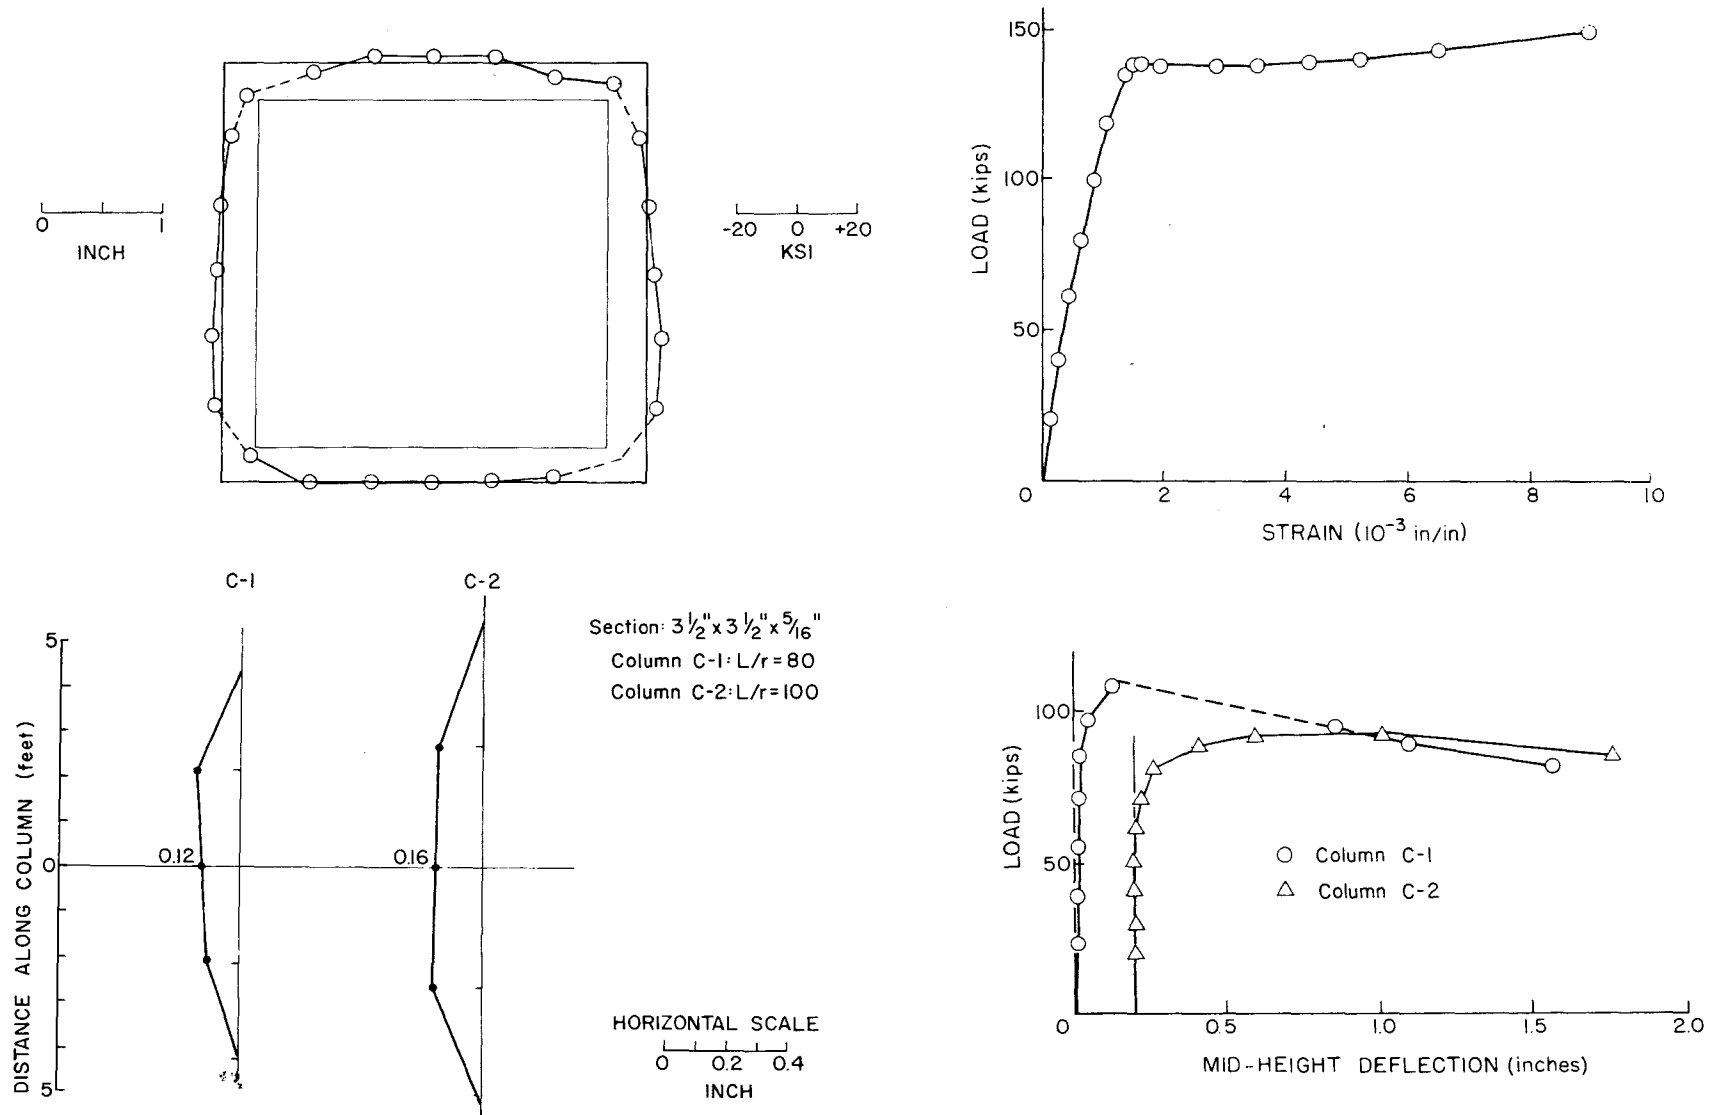 0 1
INCH
-20 0 +20
KSI
150
100
50
0 2 4 6 8 10
LOAD (kips)
STRAIN (10⁻³ in/in)
C-1 C-2
5
0
5
DISTANCE ALONG COLUMN (feet)
0.12
0.16
Section: 3 1/2" x 3 1/2" x 5/16"
Column C-1: L/r = 80
Column C-2: L/r = 100
HORIZONTAL SCALE
0 0.2 0.4
INCH
100
50
0 0.5 1.0 1.5 2.0
LOAD (kips)
Column C-1
Column C-2
MID-HEIGHT DEFLECTION (inches)